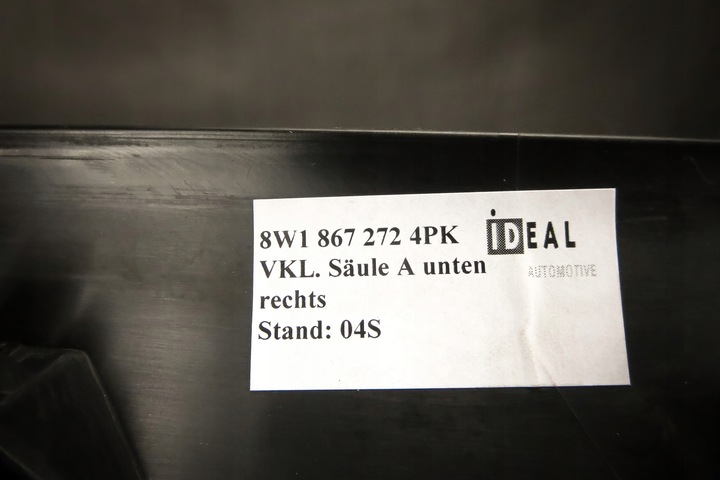 8W1 867 272 4PK
iDEAL
AUTOMOTIVE
VKL. Säule A unten
rechts
Stand: 04S